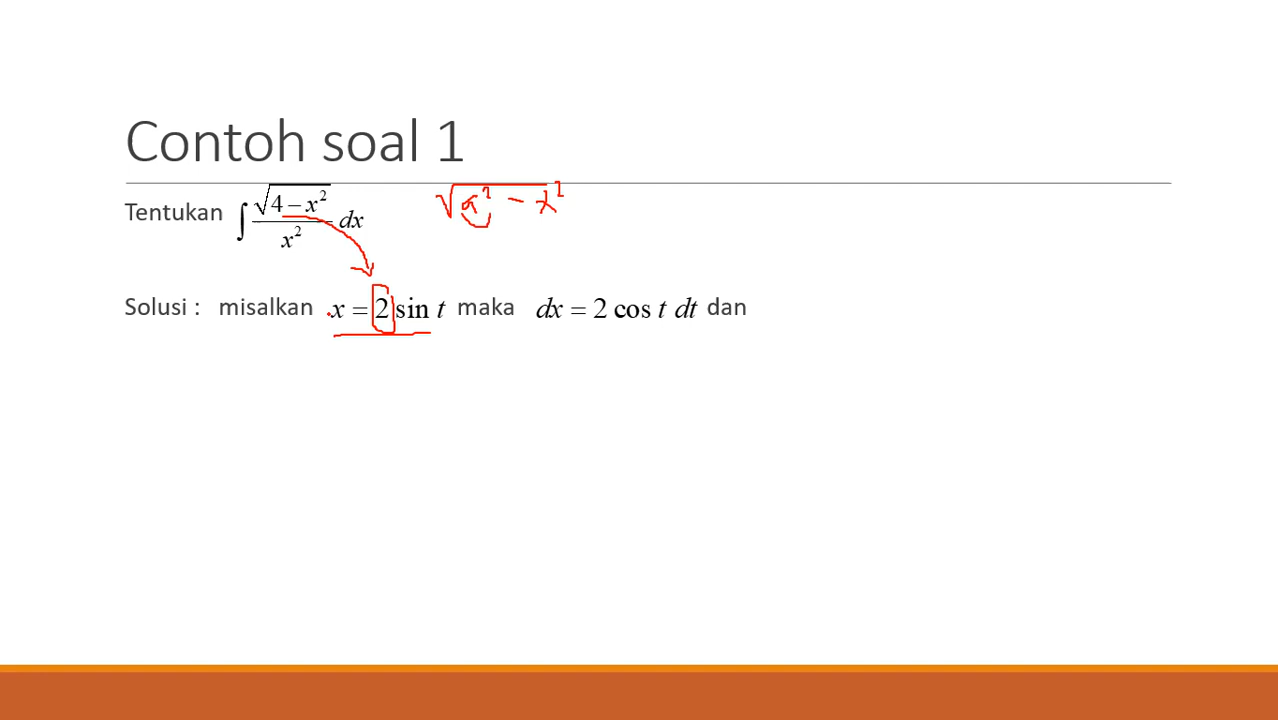 Contoh soal 1
Tentukan ∫ √(4 − x²) / x² dx √(a² − x²)
Solusi : misalkan x = 2 sin t maka dx = 2 cos t dt dan